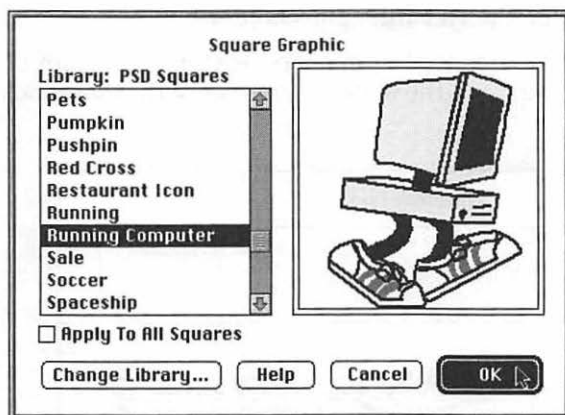 Square Graphic
Library: PSD Squares
Pets
Pumpkin
Pushpin
Red Cross
Restaurant Icon
Running
Running Computer
Sale
Soccer
Spaceship
Apply To All Squares
Change Library... Help Cancel OK